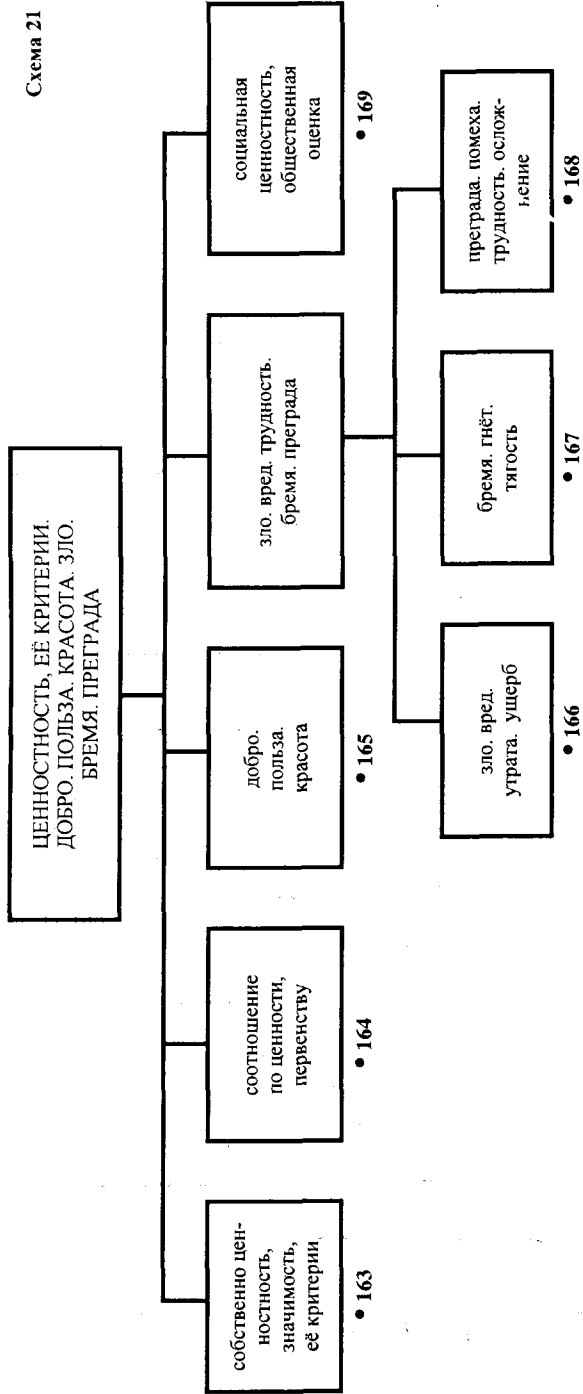 Схема 21
ЦЕННОСТНОСТЬ, ЕЁ КРИТЕРИИ.
ДОБРО. ПОЛЬЗА. КРАСОТА. ЗЛО.
БРЕМЯ. ПРЕГРАДА
собственно цен-
ностность,
значимость,
её критерии
• 163
соотношение
по ценности,
первенству
• 164
добро.
польза.
красота
• 165
зло. вред. трудность.
бремя. преграда
социальная
ценностность,
общественная
оценка
• 169
зло. вред.
утрата. ущерб
• 166
бремя. гнёт.
тягость
• 167
преграда. помеха.
трудность. ослож-
нение
• 168